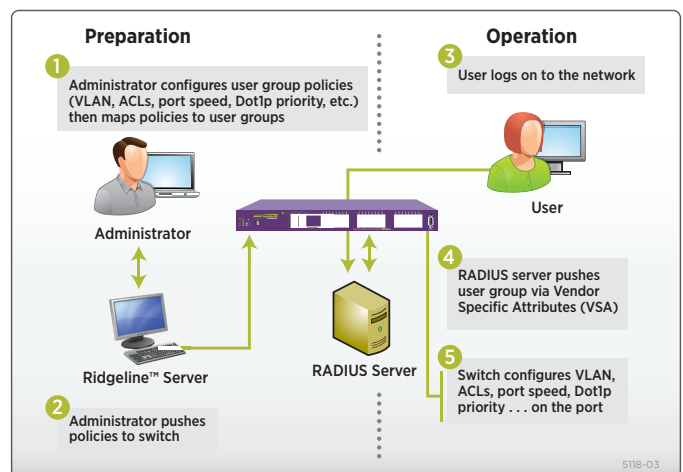 Preparation
Operation
1
Administrator configures user group policies
(VLAN, ACLs, port speed, Dot1p priority, etc.)
then maps policies to user groups
3
User logs on to the network
Administrator
User
4
RADIUS server pushes
user group via Vendor
Specific Attributes (VSA)
Ridgeline™ Server
RADIUS Server
5
Switch configures VLAN,
ACLs, port speed, Dot1p
priority . . . on the port
2
Administrator pushes
policies to switch
5118-03